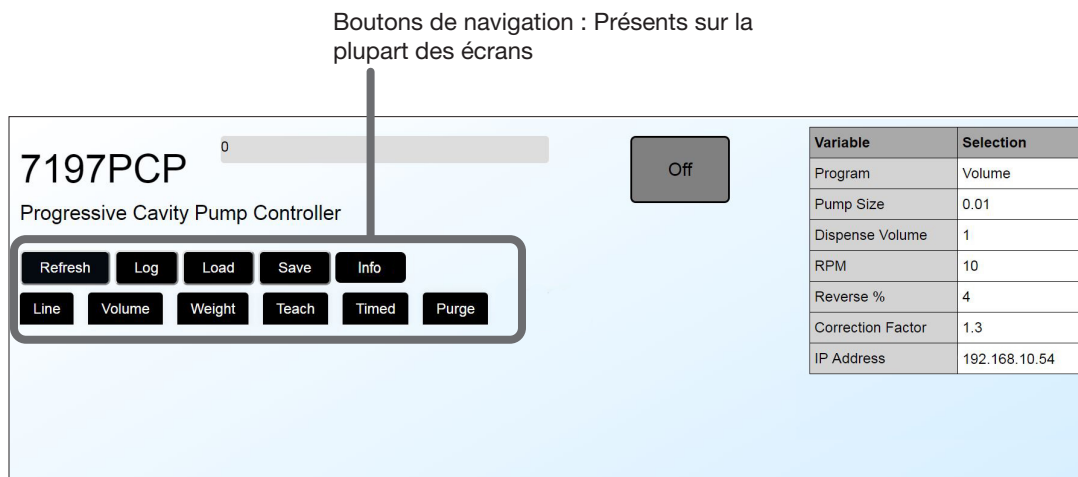 Boutons de navigation : Présents sur la
plupart des écrans
7197PCP
0
Off
Progressive Cavity Pump Controller
Refresh Log Load Save Info
Line Volume Weight Teach Timed Purge
Variable Selection
Program Volume
Pump Size 0.01
Dispense Volume 1
RPM 10
Reverse % 4
Correction Factor 1.3
IP Address 192.168.10.54